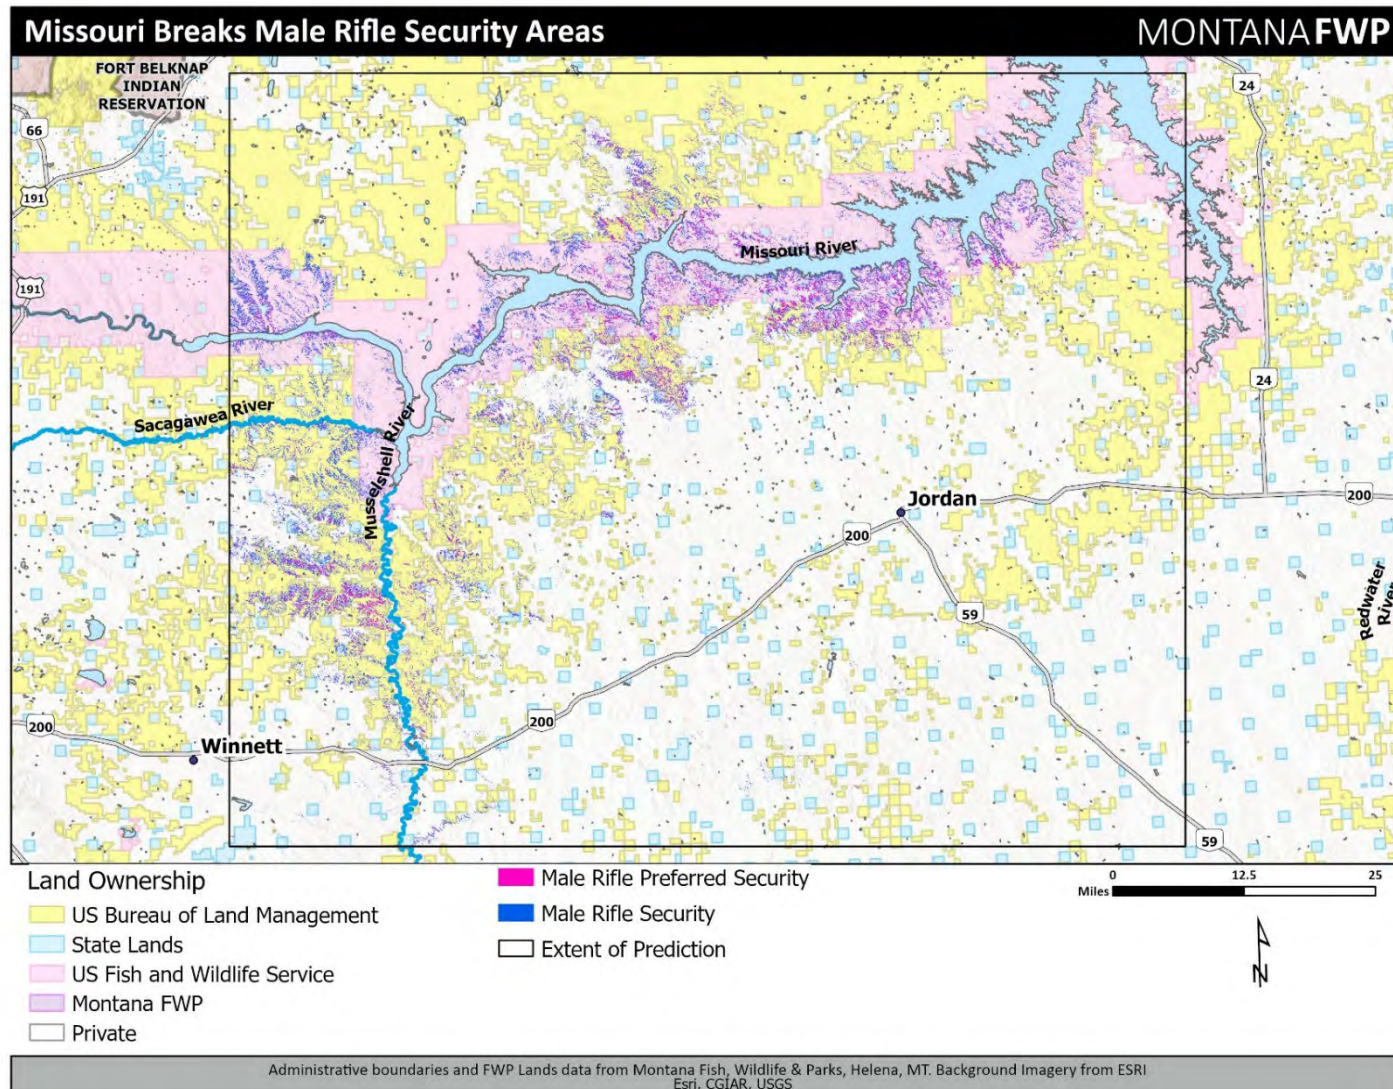 Missouri Breaks Male Rifle Security Areas
MONTANA FWP
FORT BELKNAP
INDIAN
RESERVATION
24
66
191
Missouri River
191
24
Sacagawea River
Musselshell River
Jordan
200
200
59
Redwater
River
200
200
Winnett
59
Land Ownership
US Bureau of Land Management
State Lands
US Fish and Wildlife Service
Montana FWP
Private
Male Rifle Preferred Security
Male Rifle Security
Extent of Prediction
0 12.5 25
Miles
N
Administrative boundaries and FWP Lands data from Montana Fish, Wildlife & Parks, Helena, MT. Background Imagery from ESRI
Esri, CGIAR, USGS